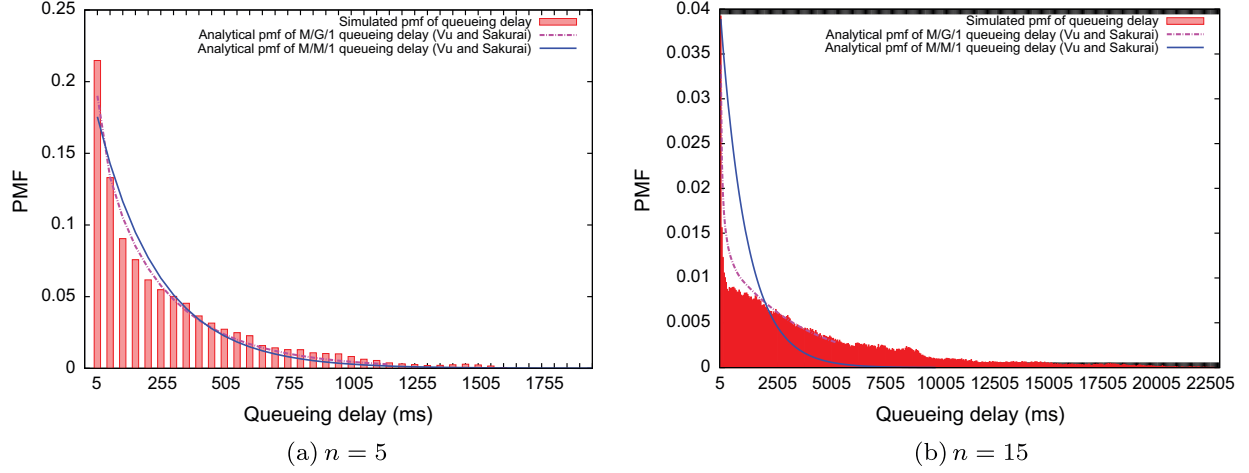 Simulated pmf of queueing delay
Analytical pmf of M/G/1 queueing delay (Vu and Sakurai)
Analytical pmf of M/M/1 queueing delay (Vu and Sakurai)
0.25
0.2
0.15
0.1
0.05
0
PMF
5 255 505 755 1005 1255 1505 1755
Queueing delay (ms)
(a) n = 5
Simulated pmf of queueing delay
Analytical pmf of M/G/1 queueing delay (Vu and Sakurai)
Analytical pmf of M/M/1 queueing delay (Vu and Sakurai)
0.04
0.035
0.03
0.025
0.02
0.015
0.01
0.005
0
PMF
5 2505 5005 7505 10005 12505 15005 17505 20005 22505
Queueing delay (ms)
(b) n = 15